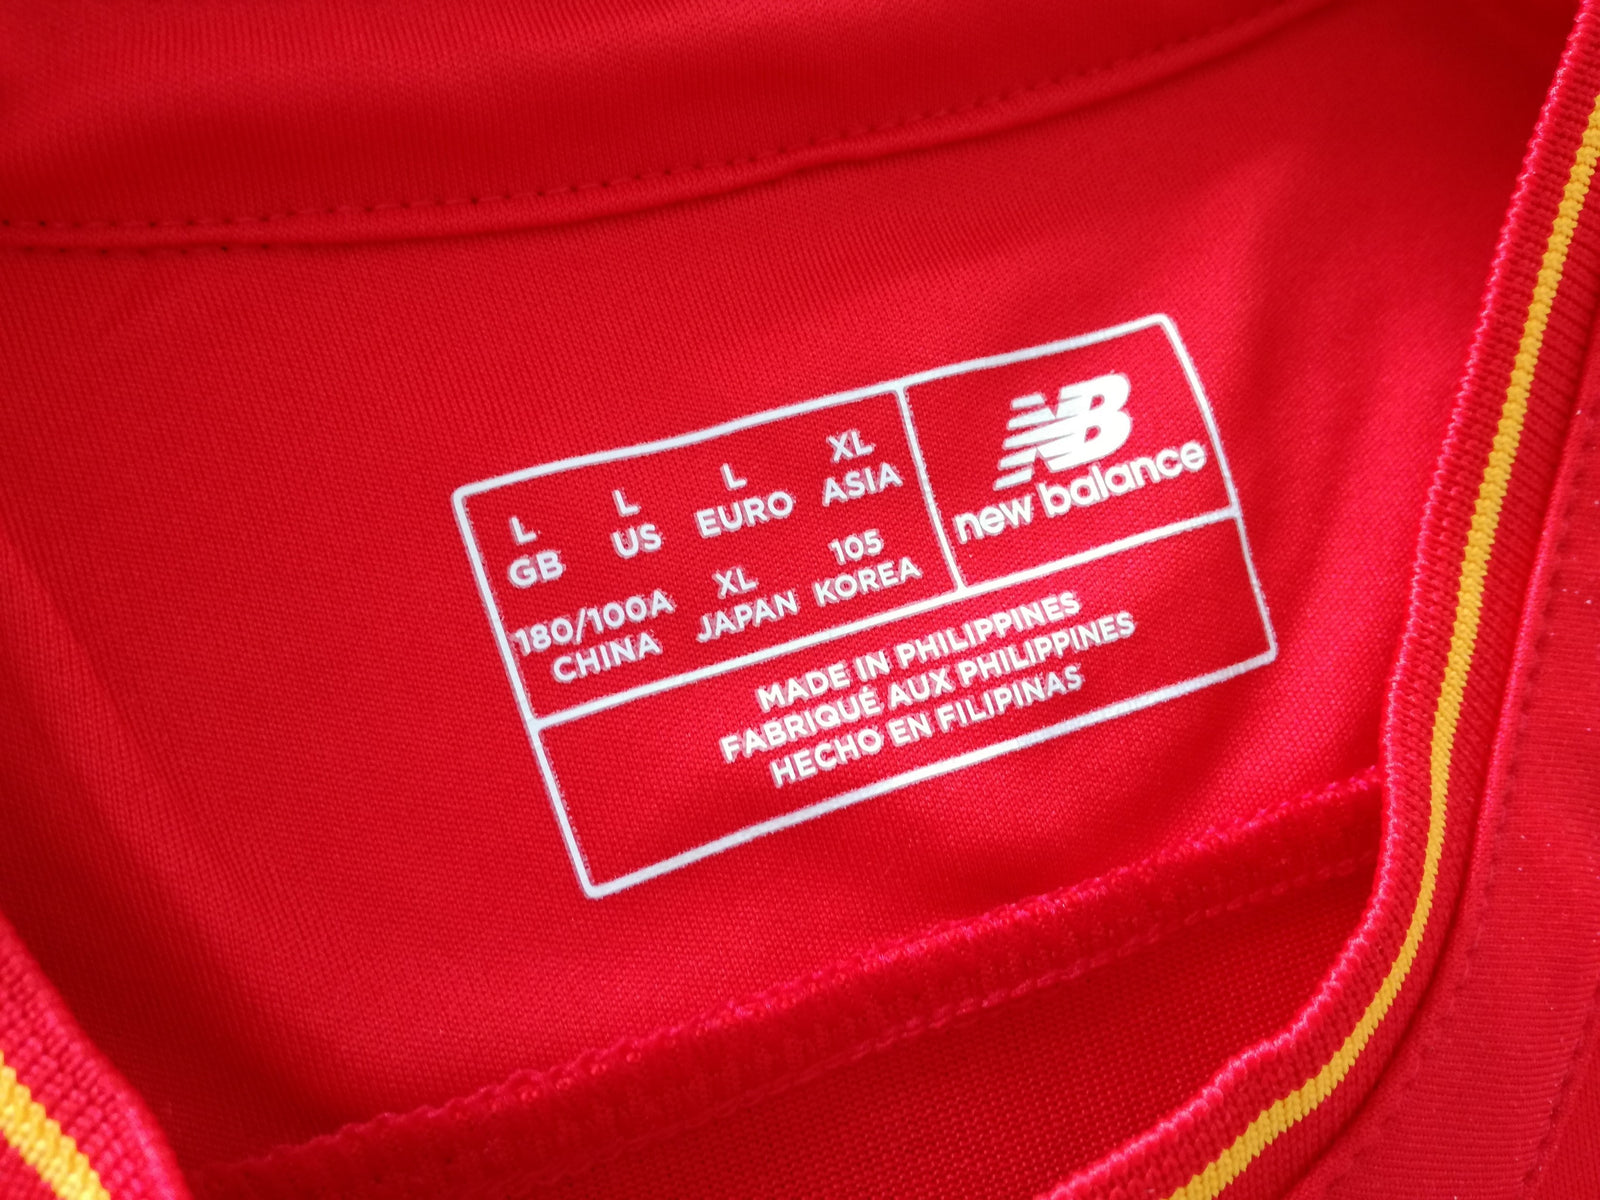 L L L XL
GB US EURO ASIA
180/100A XL 105
CHINA JAPAN KOREA
NB
new balance
MADE IN PHILIPPINES
FABRIQUÉ AUX PHILIPPINES
HECHO EN FILIPINAS